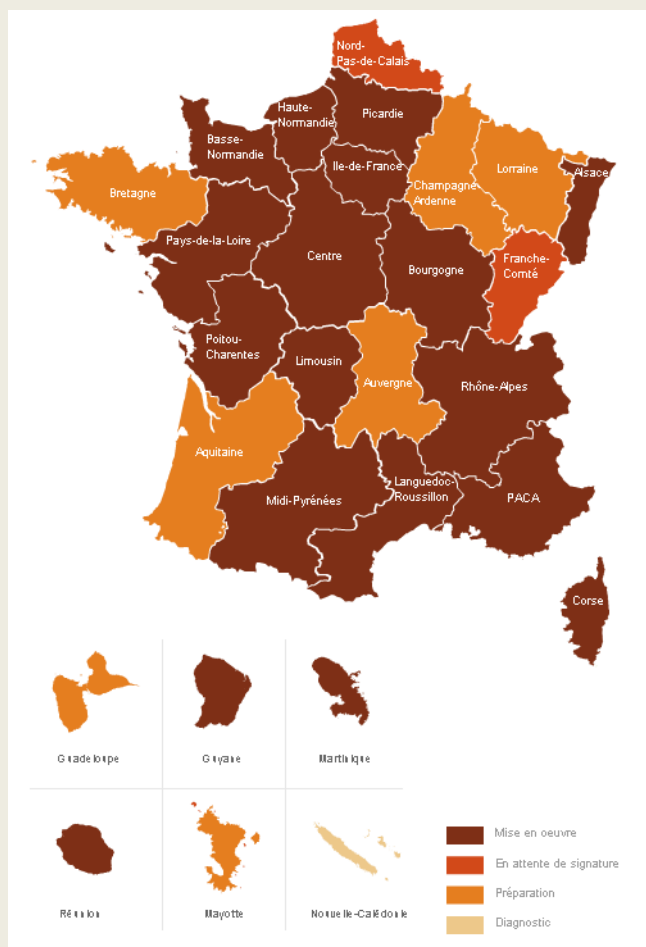 Nord-
Pas-de-Calais
Haute-
Normandie
Picardie
Basse-
Normandie
Ile-de-France
Champagne
Ardenne
Lorraine
Alsace
Bretagne
Pays-de-la-Loire
Centre
Bourgogne
Franche-
Comté
Poitou-
Charentes
Limousin
Auvergne
Rhône-Alpes
Aquitaine
Midi-Pyrénées
Languedoc-
Roussillon
PACA
Corse
Guadeloupe
Guyane
Martinique
Réunion
Mayotte
Nouvelle-Calédonie
Mise en oeuvre
En attente de signature
Préparation
Diagnostic